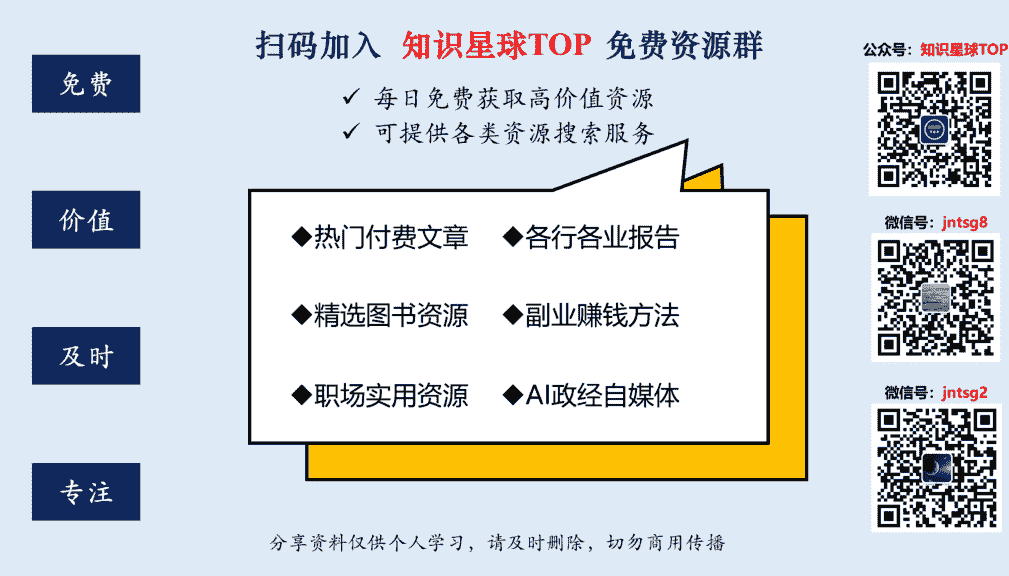 扫码加入 知识星球TOP 免费资源群
✓ 每日免费获取高价值资源
✓ 可提供各类资源搜索服务
免费
价值
及时
专注
◆热门付费文章 ◆各行各业报告
◆精选图书资源 ◆副业赚钱方法
◆职场实用资源 ◆AI政经自媒体
公众号：知识星球TOP
微信号：jntsg8
微信号：jntsg2
分享资料仅供个人学习，请及时删除，切勿商用传播